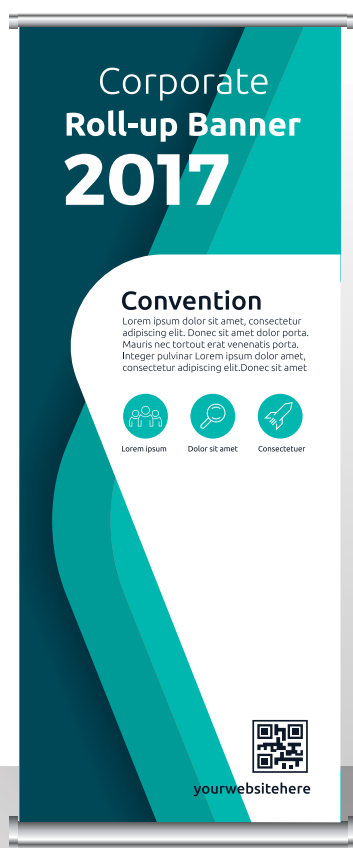 Corporate
Roll-up Banner
2017
Convention
Lorem ipsum dolor sit amet, consectetur
adipiscing elit. Donec sit amet dolor porta.
Mauris nec tortout erat venenatis porta.
Integer pulvinar Lorem ipsum dolor amet,
consectetur adipiscing elit.Donec sit amet
Lorem ipsum Dolor sit amet Consectetuer
yourwebsitehere